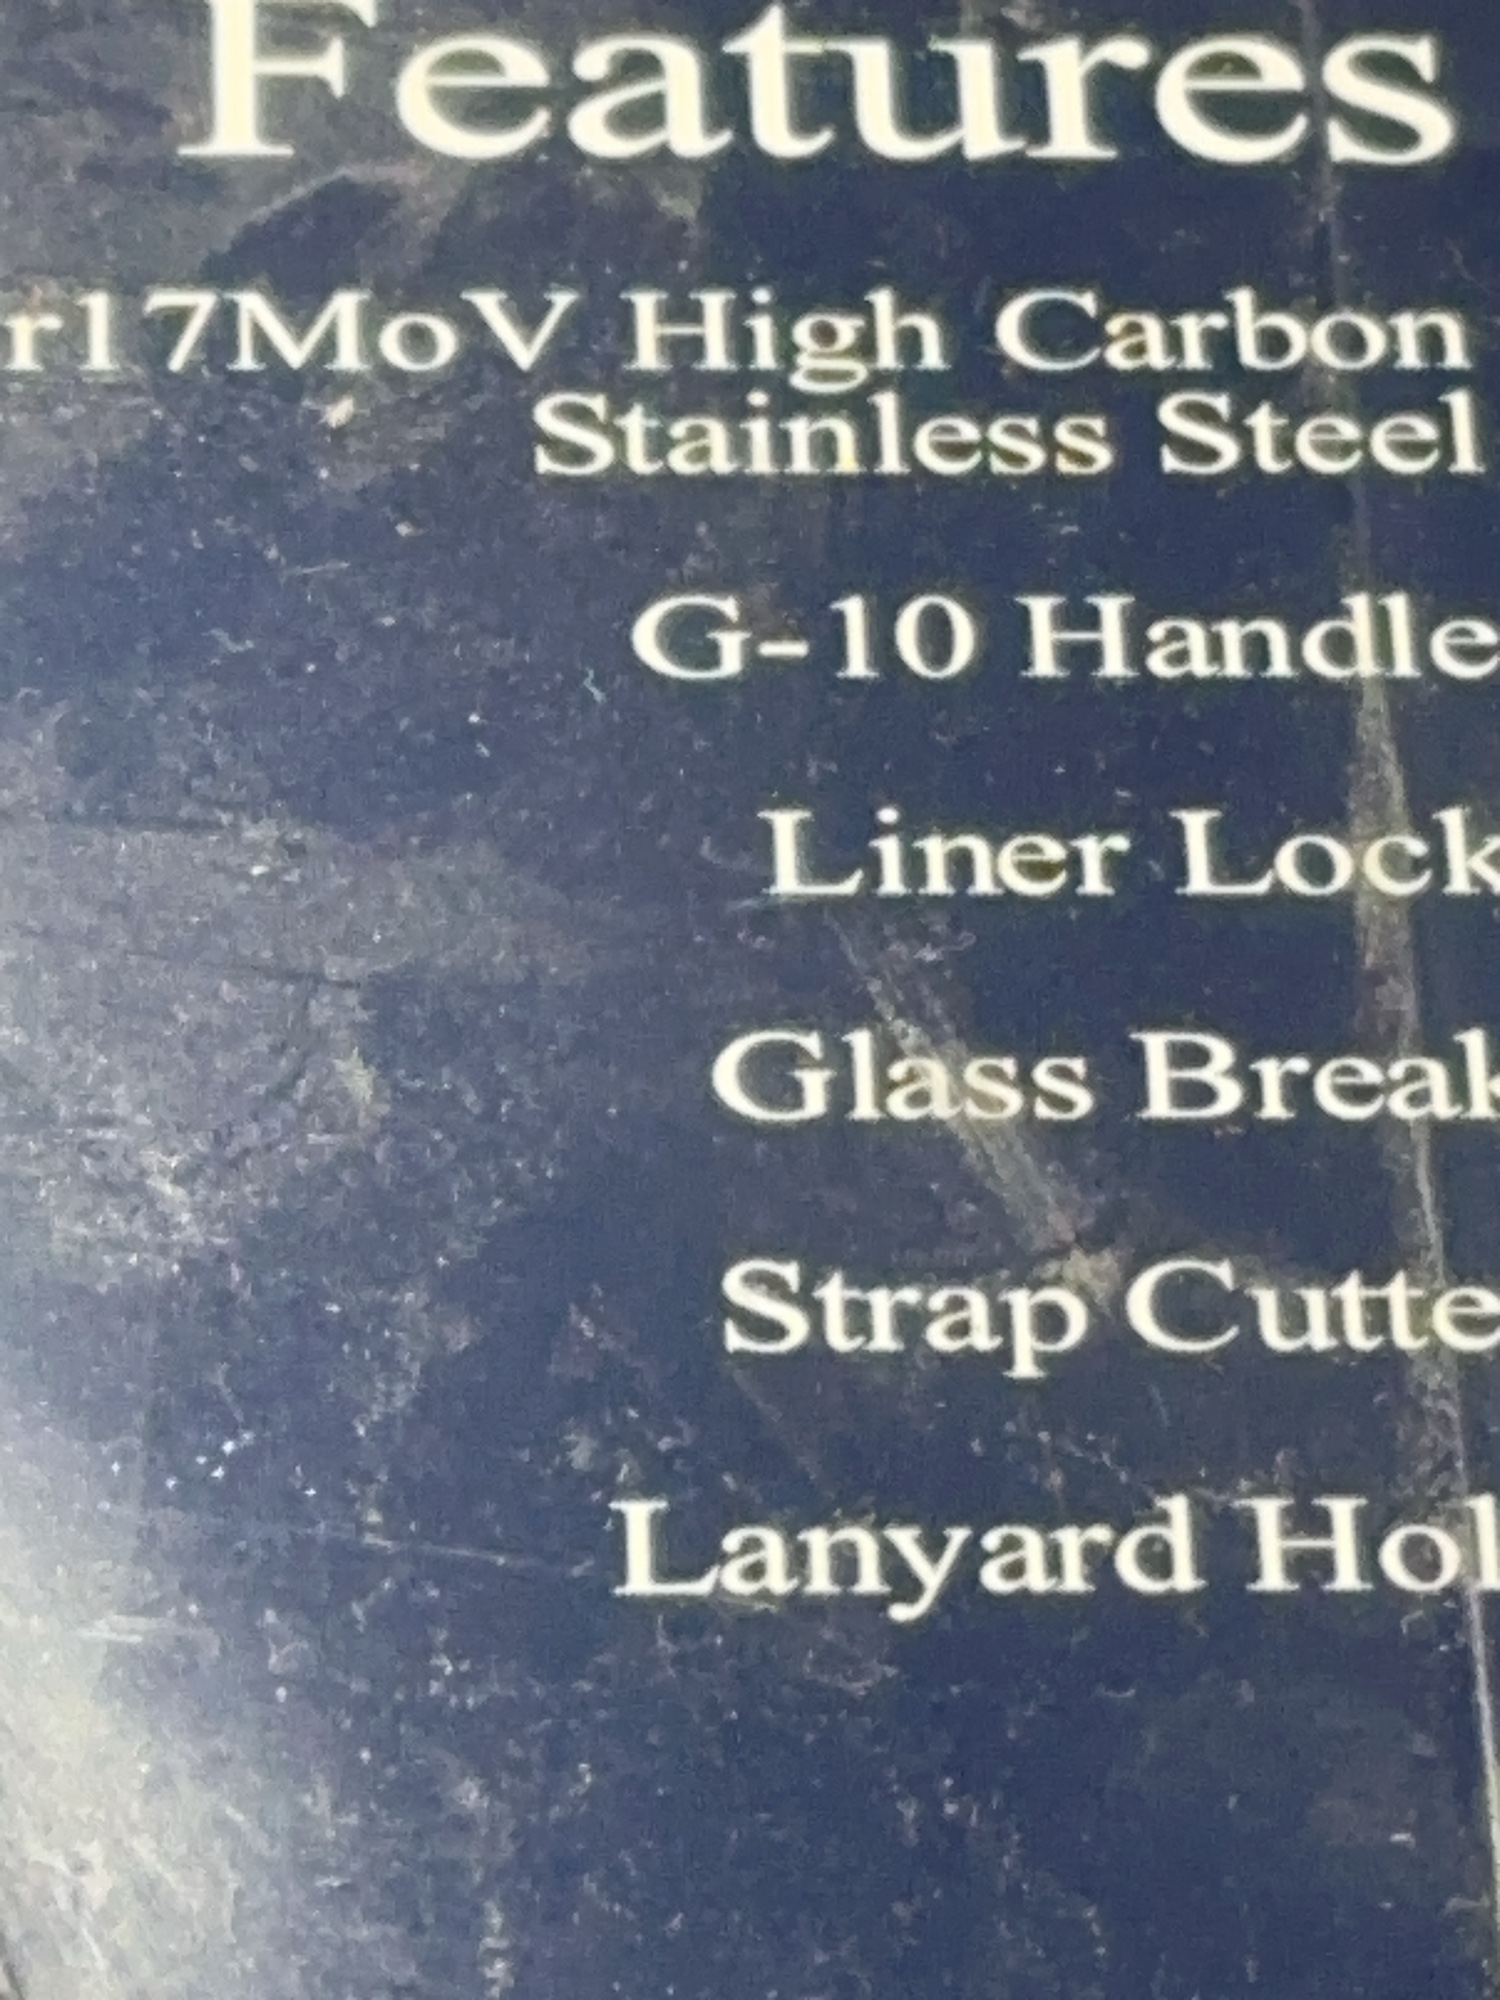 Features
r17MoV High Carbon
Stainless Steel
G-10 Handle
Liner Lock
Glass Break
Strap Cutte
Lanyard Hol